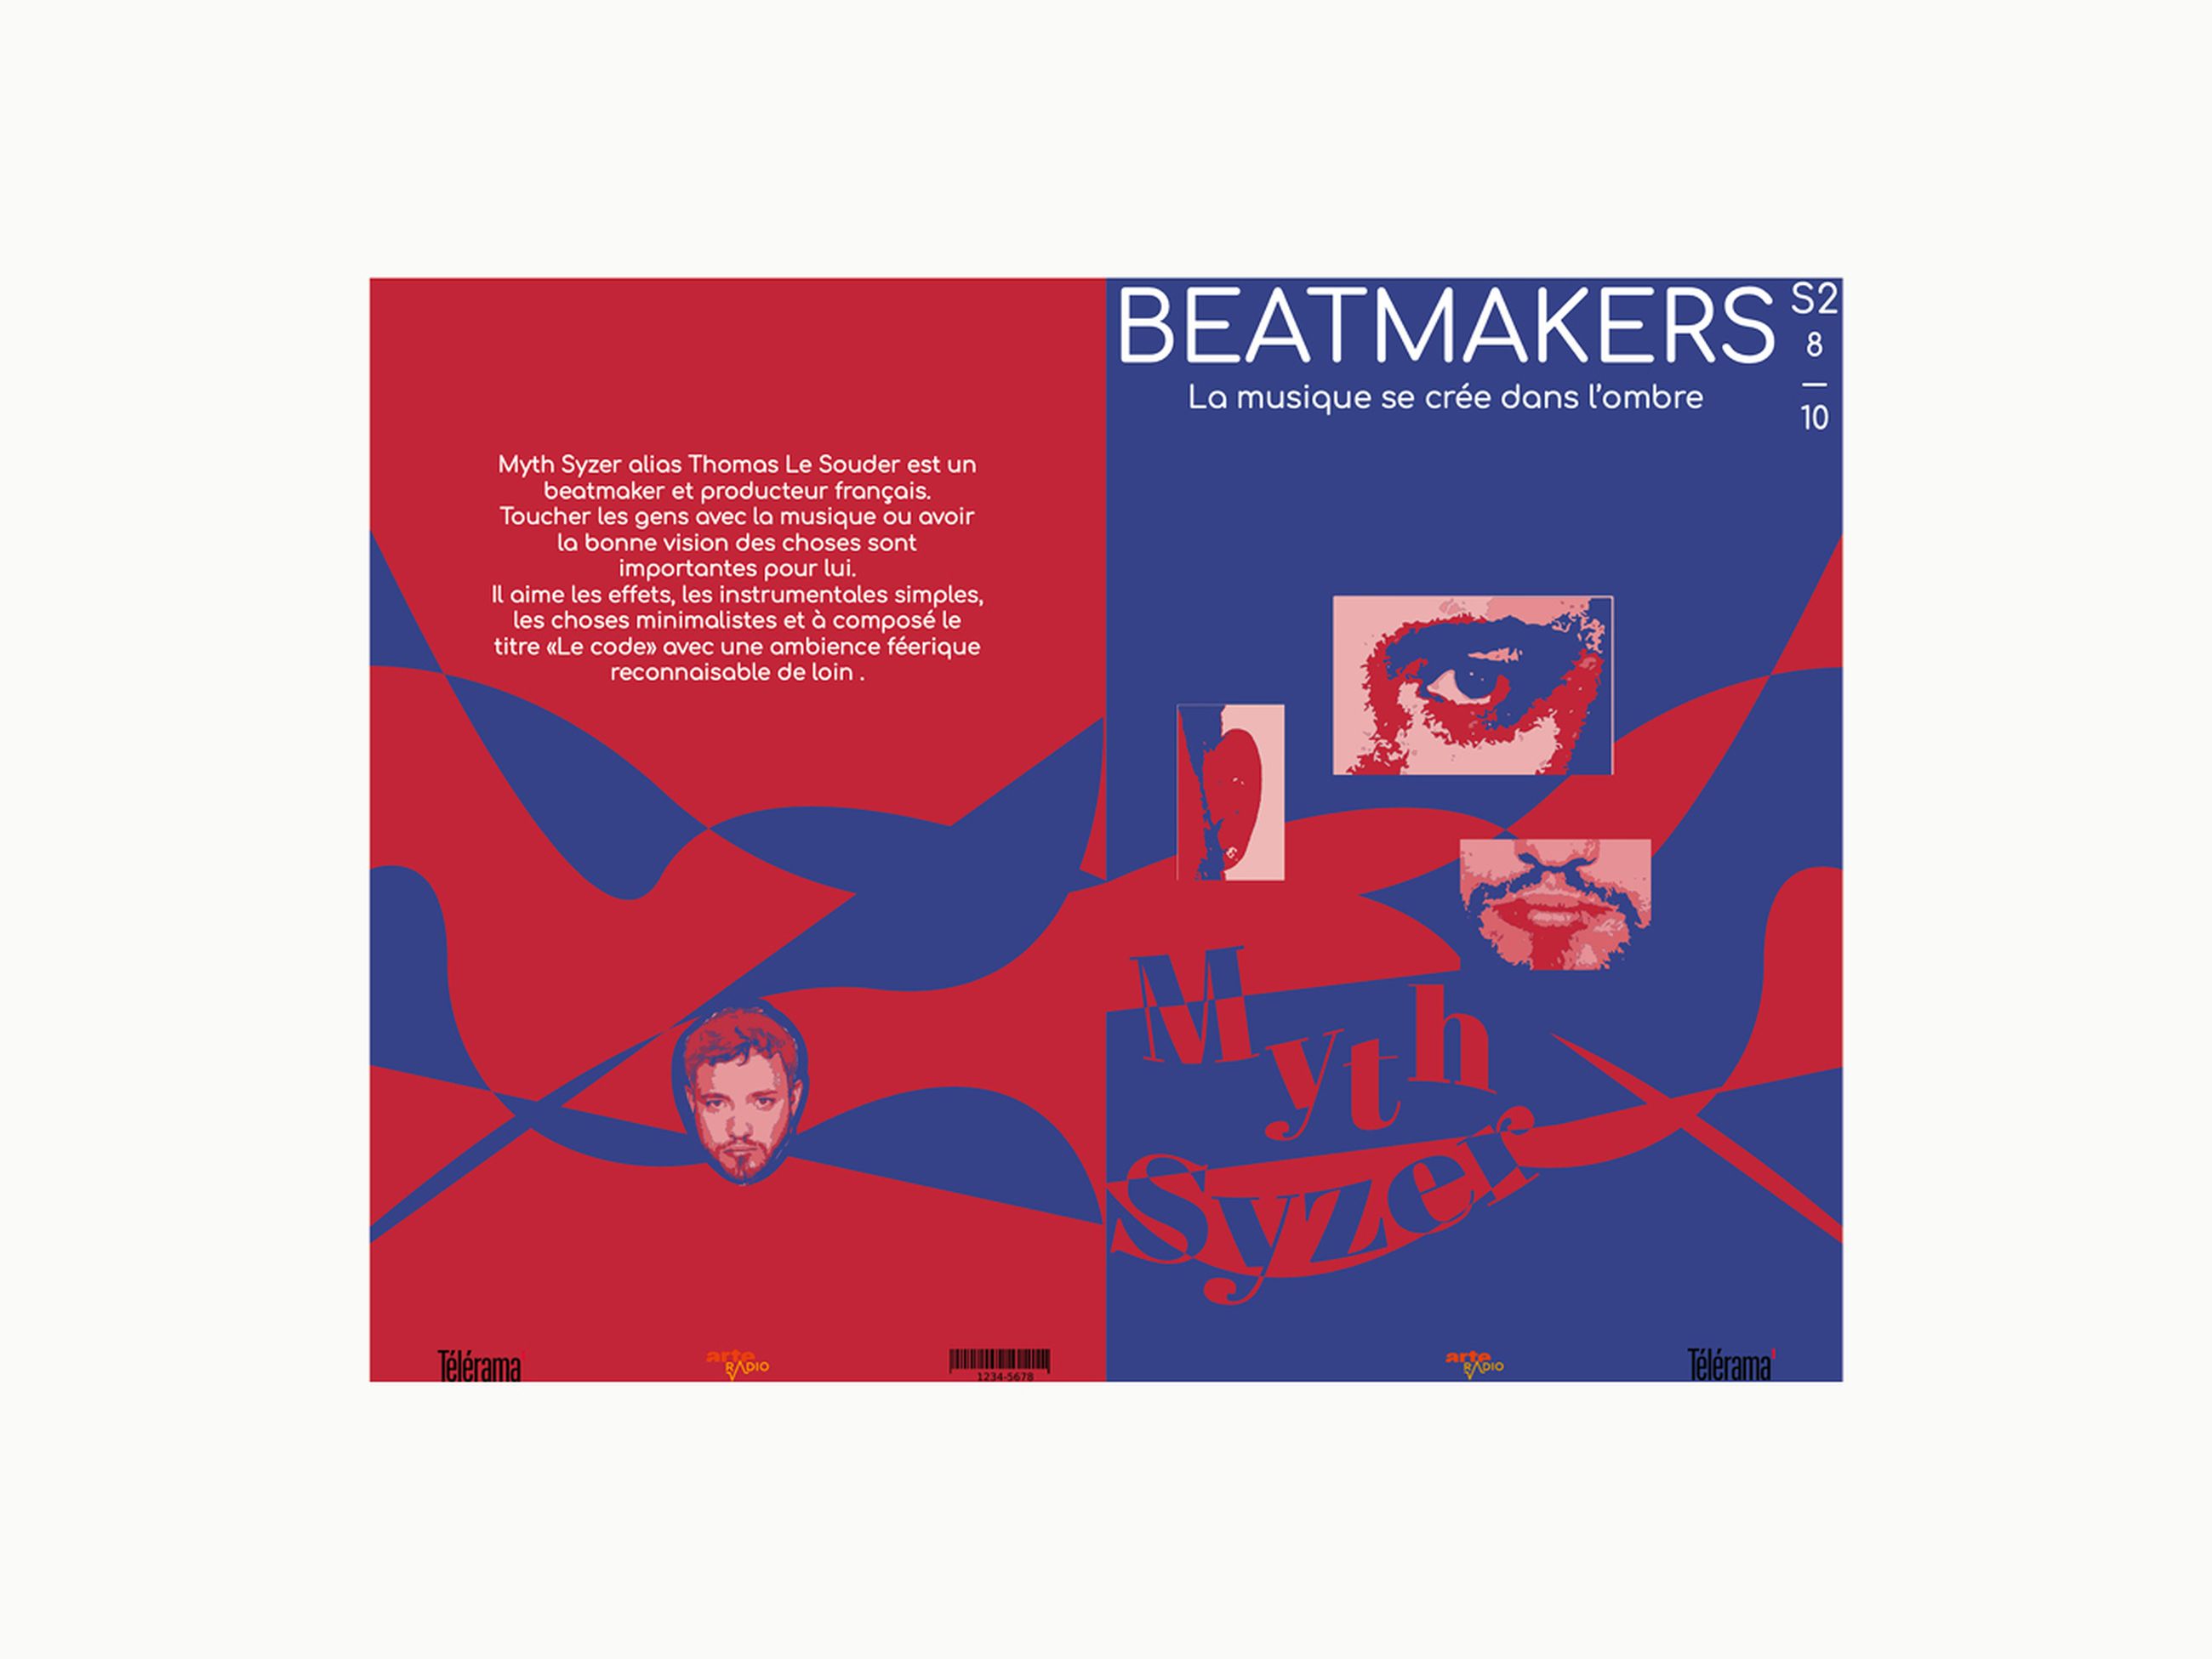 Myth Syzer alias Thomas Le Souder est un
beatmaker et producteur français.
Toucher les gens avec la musique ou avoir
la bonne vision des choses sont
importantes pour lui.
Il aime les effets, les instrumentales simples,
les choses minimalistes et à composé le
titre «Le code» avec une ambience féerique
reconnaisable de loin .
Télérama
arte
RADIO
1234-5678
BEATMAKERS
La musique se crée dans l'ombre
S2
8
10
Myth
Syzer
arte
RADIO
Télérama'